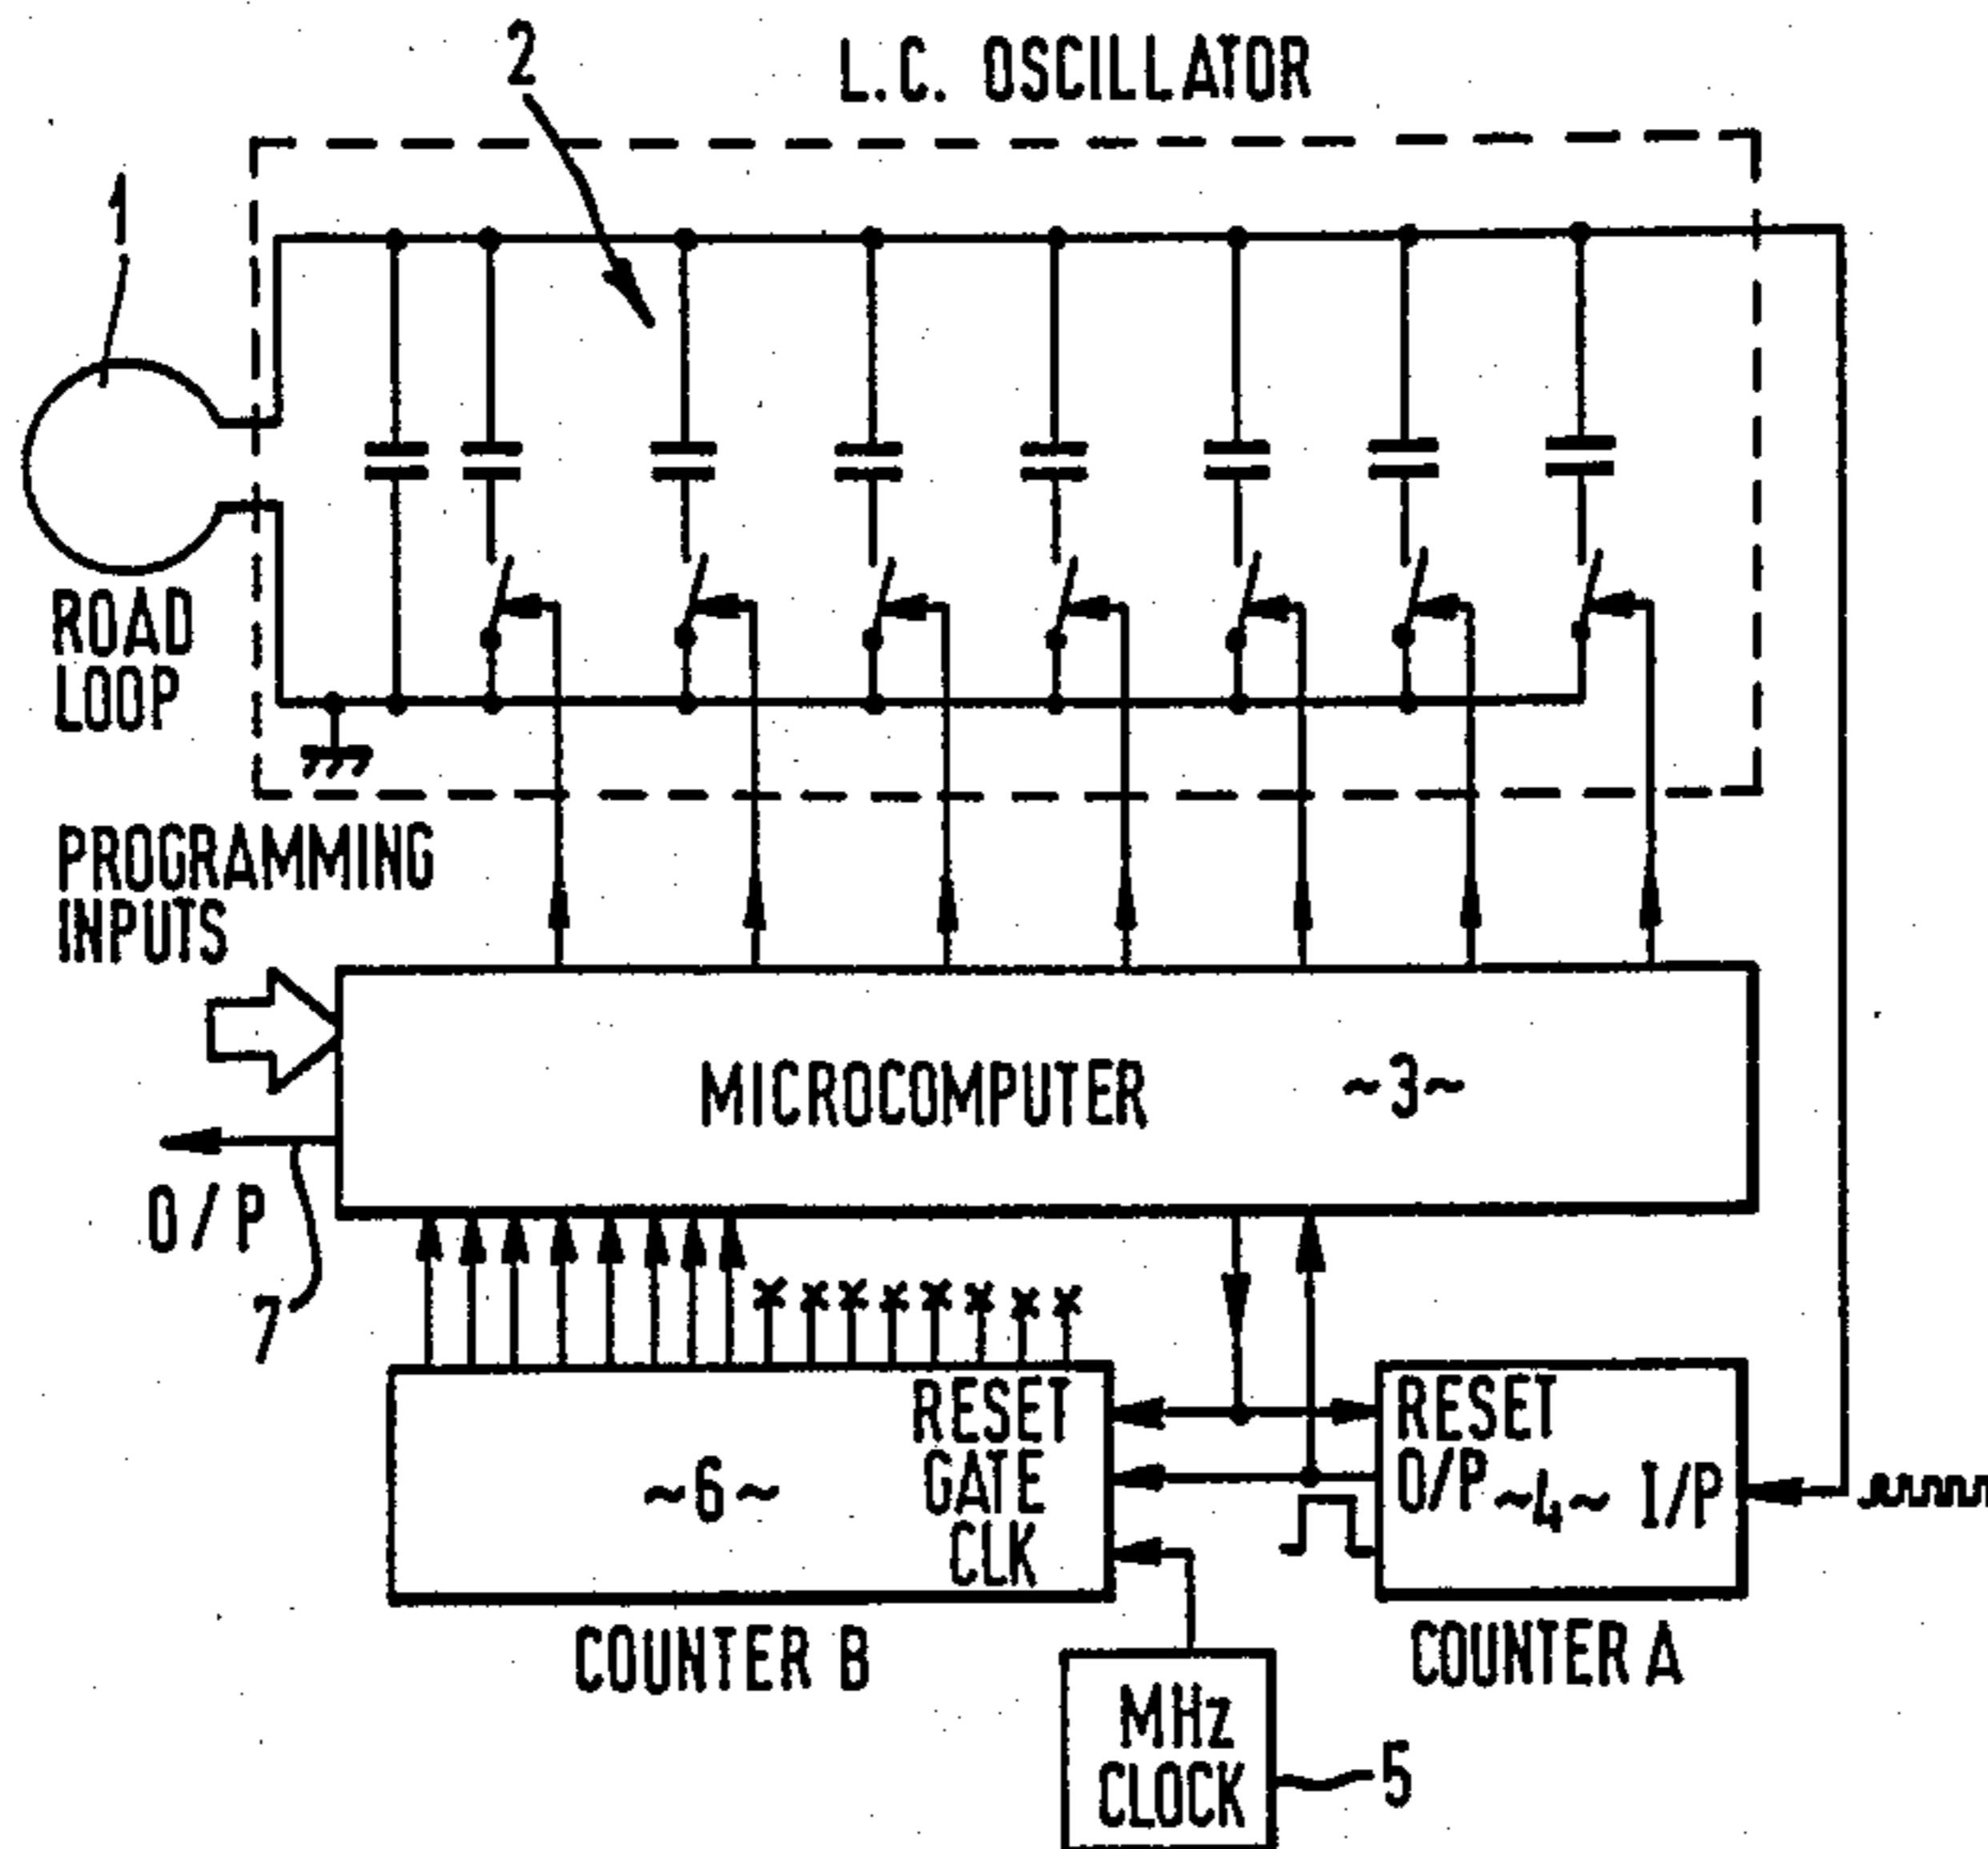 2
L.C. OSCILLATOR
1
ROAD
LOOP
PROGRAMMING
INPUTS
MICROCOMPUTER ~3~
O/P
7
RESET
GATE
CLK
~6~
RESET
O/P ~4~ I/P
COUNTER B
COUNTER A
MHz
CLOCK
5